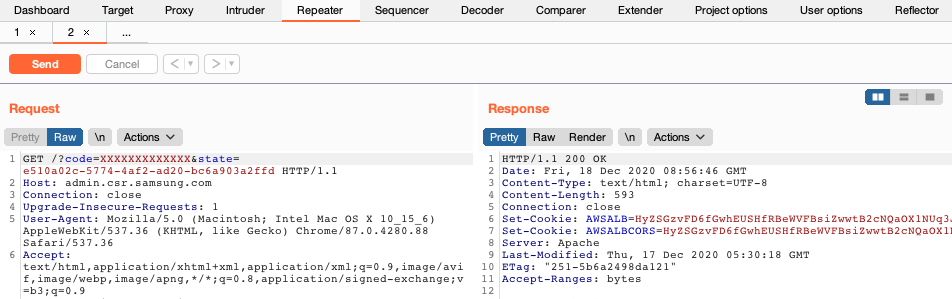 Dashboard Target Proxy Intruder Repeater Sequencer Decoder Comparer Extender Project options User options Reflector
1 × 2 × ...
Send Cancel < ▼ > ▼
Request
Pretty Raw \n Actions
1 GET /?code=XXXXXXXXXXXXX&state=
e510a02c-5774-4af2-ad20-bc6a903a2ffd HTTP/1.1
2 Host: admin.csr.samsung.com
3 Connection: close
4 Upgrade-Insecure-Requests: 1
5 User-Agent: Mozilla/5.0 (Macintosh; Intel Mac OS X 10_15_6)
AppleWebKit/537.36 (KHTML, like Gecko) Chrome/87.0.4280.88
Safari/537.36
6 Accept:
text/html,application/xhtml+xml,application/xml;q=0.9,image/avi
f,image/webp,image/apng,*/*;q=0.8,application/signed-exchange;v
=b3;q=0.9
Response
Pretty Raw Render \n Actions
1 HTTP/1.1 200 OK
2 Date: Fri, 18 Dec 2020 08:56:46 GMT
3 Content-Type: text/html; charset=UTF-8
4 Content-Length: 593
5 Connection: close
6 Set-Cookie: AWSALB=HyZSGzvFD6fGwhEUSHfRBeWVFBsiZwwtB2cNQaOX1NUq3
7 Set-Cookie: AWSALBCORS=HyZSGzvFD6fGwhEUSHfRBeWVFBsiZwwtB2cNQaOX1
8 Server: Apache
9 Last-Modified: Thu, 17 Dec 2020 05:30:18 GMT
10 ETag: "251-5b6a2498da121"
11 Accept-Ranges: bytes
12